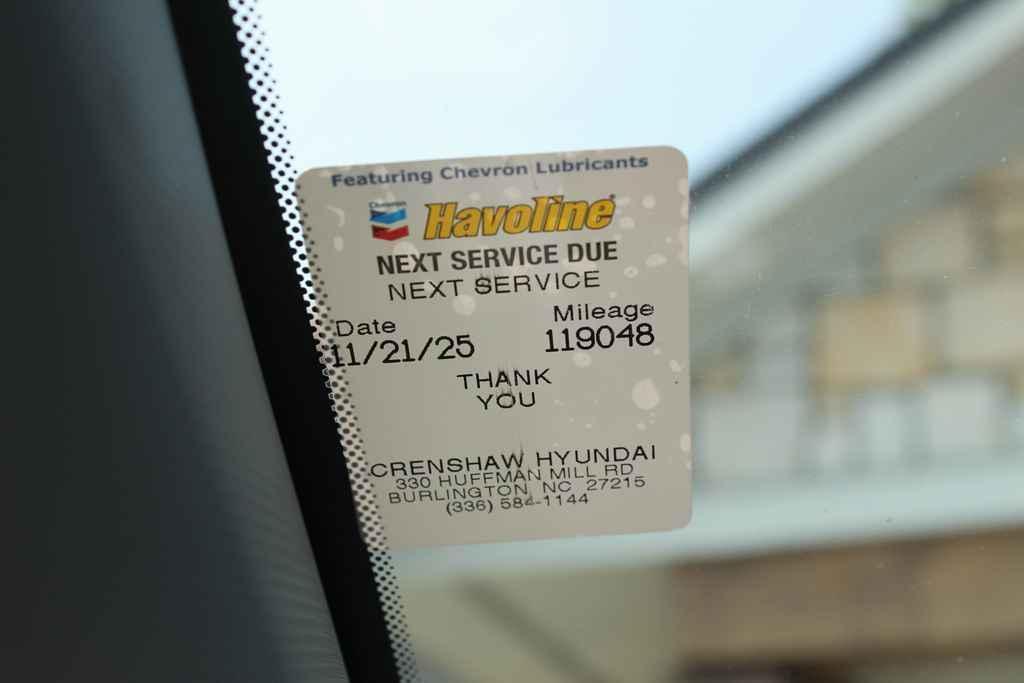 Featuring Chevron Lubricants
Chevron
Havoline
NEXT SERVICE DUE
NEXT SERVICE
Date Mileage
11/21/25 119048
THANK
YOU
CRENSHAW HYUNDAI
330 HUFFMAN MILL RD
BURLINGTON, NC 27215
(336) 584-1144